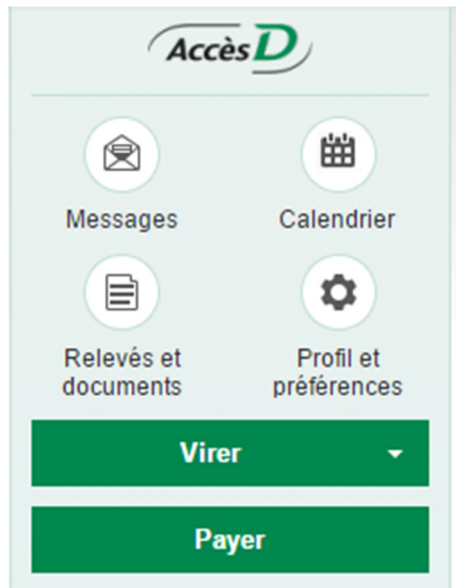 AccèsD
Messages
Calendrier
Relevés et
documents
Profil et
préférences
Virer
Payer